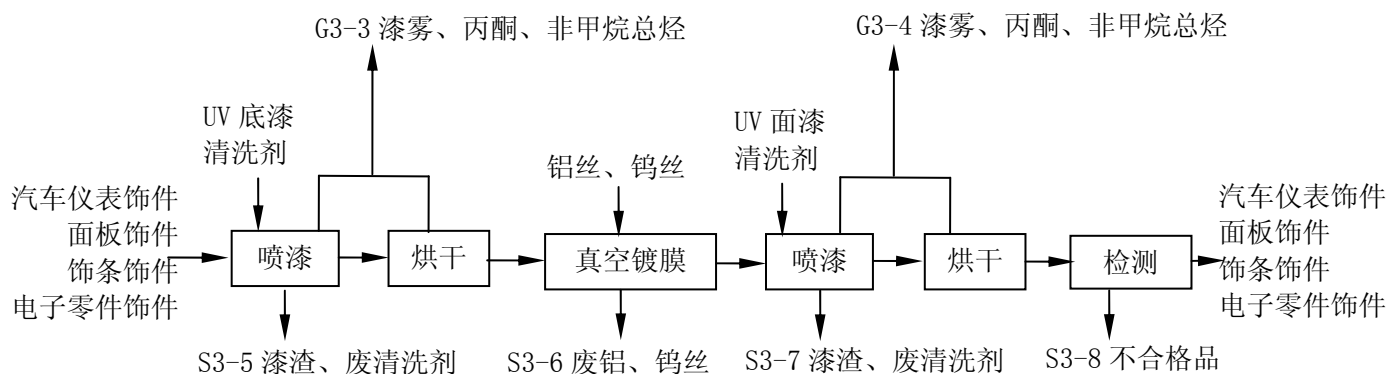 G3-3 漆雾、丙酮、非甲烷总烃
G3-4 漆雾、丙酮、非甲烷总烃
UV 底漆
清洗剂
铝丝、钨丝
UV 面漆
清洗剂
汽车仪表饰件
面板饰件
饰条饰件
电子零件饰件
喷漆
烘干
真空镀膜
喷漆
烘干
检测
汽车仪表饰件
面板饰件
饰条饰件
电子零件饰件
S3-5 漆渣、废清洗剂
S3-6 废铝、钨丝
S3-7 漆渣、废清洗剂
S3-8 不合格品